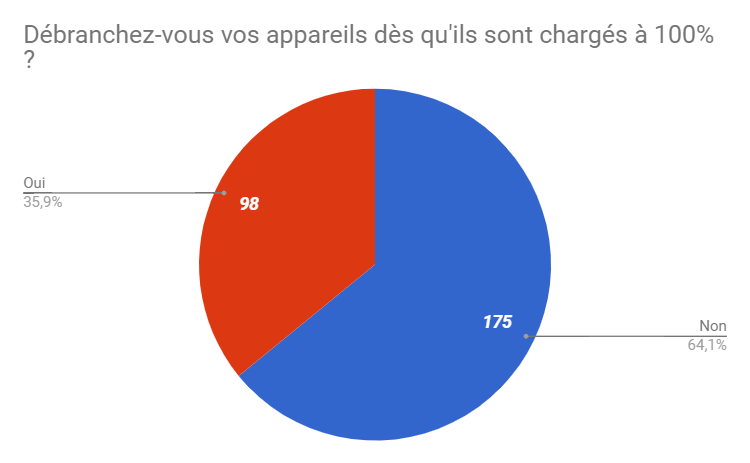 Débranchez-vous vos appareils dès qu'ils sont chargés à 100%
?
Oui
35,9%
98
175
Non
64,1%